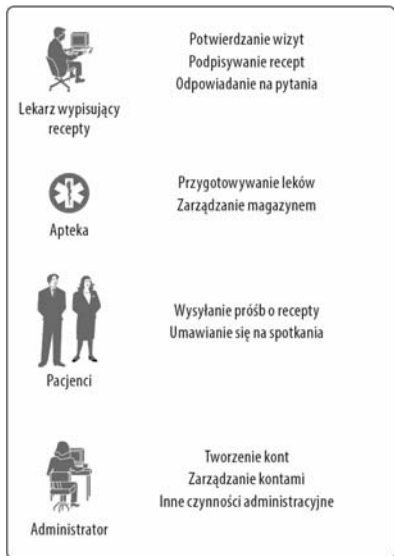 Potwierdzanie wizyt
Podpisywanie recept
Odpowiadanie na pytania
Lekarz wypisujący
recepty
Przygotowywanie leków
Zarządzanie magazynem
Apteka
Wysyłanie próśb o recepty
Umawianie się na spotkania
Pacjenci
Tworzenie kont
Zarządzanie kontami
Inne czynności administracyjne
Administrator